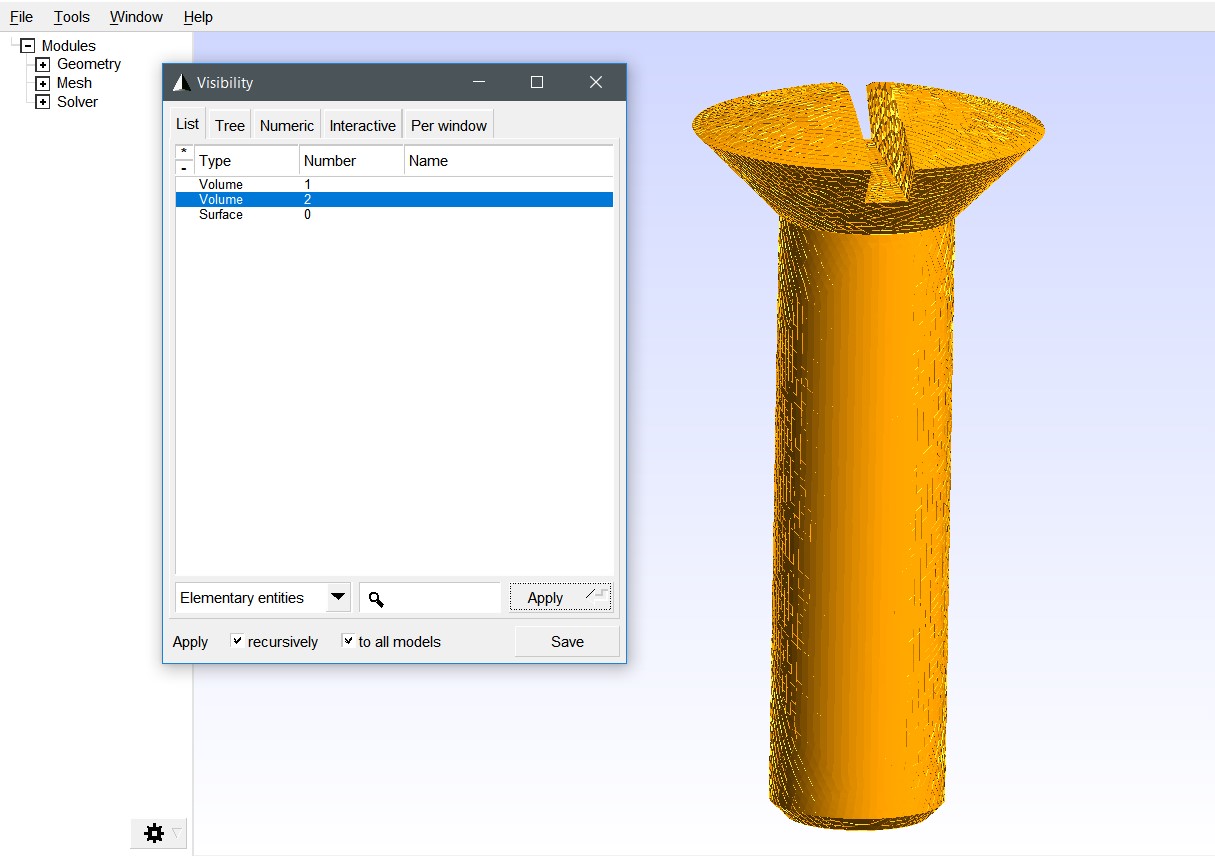 File Tools Window Help
Modules
Geometry
Mesh
Solver
Visibility
List Tree Numeric Interactive Per window
* Type Number Name
-
Volume 1
Volume 2
Surface 0
Elementary entities Apply
Apply recursively to all models Save